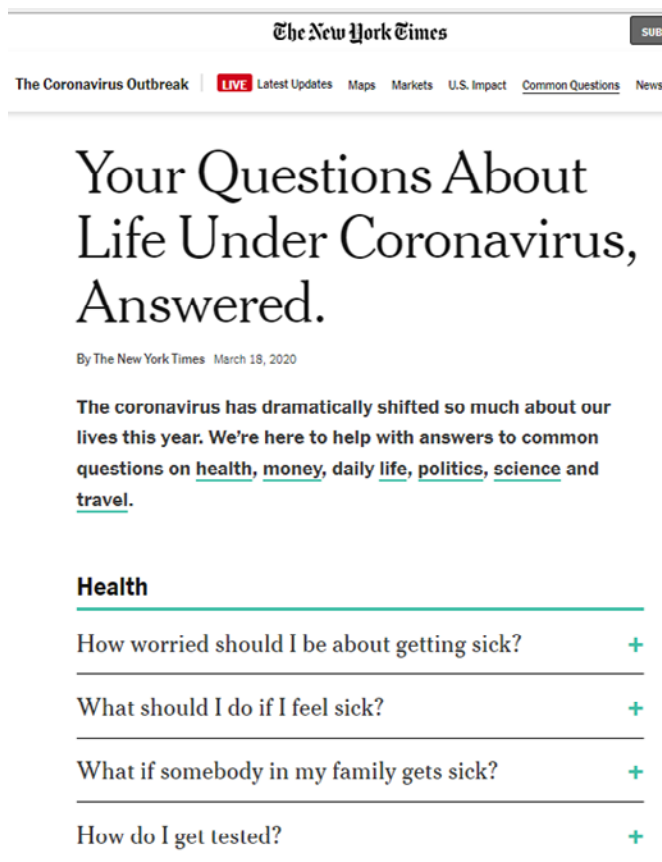 The New York Times
SUB
The Coronavirus Outbreak LIVE Latest Updates Maps Markets U.S. Impact Common Questions News
Your Questions About
Life Under Coronavirus,
Answered.
By The New York Times March 18, 2020
The coronavirus has dramatically shifted so much about our
lives this year. We're here to help with answers to common
questions on health, money, daily life, politics, science and
travel.
Health
How worried should I be about getting sick? +
What should I do if I feel sick? +
What if somebody in my family gets sick? +
How do I get tested? +